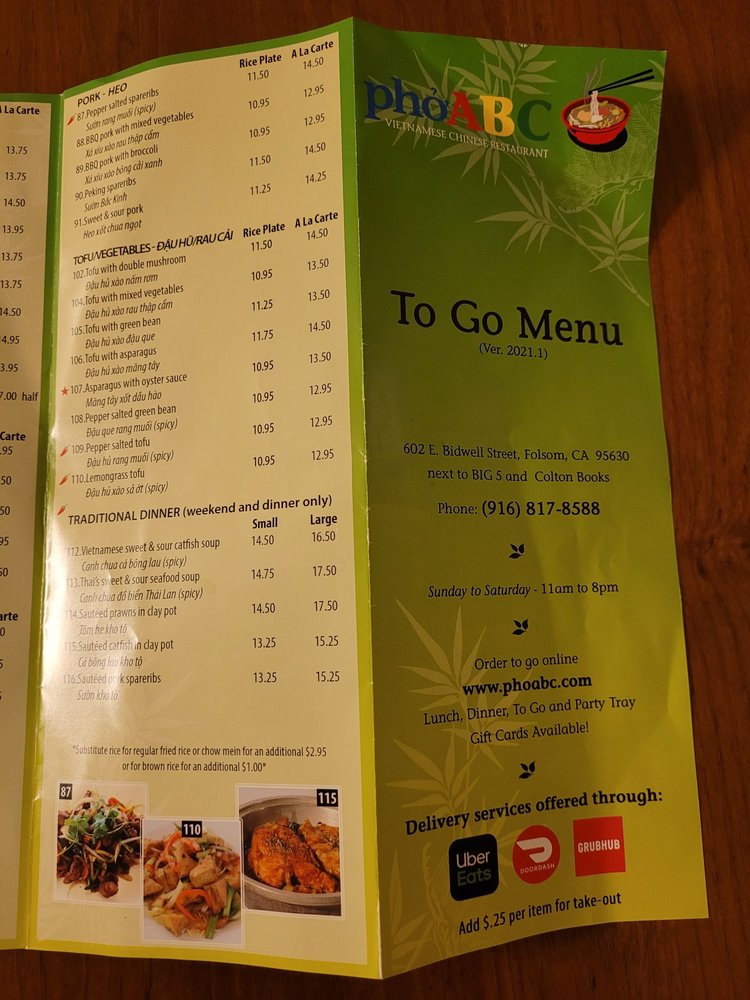 A La Carte
13.75
13.75
14.50
13.95
13.75
14.50
14.95
13.95
7.00 half
Carte
.95
.50
.50
.95
.50
arte
PORK - HEO
Rice Plate A La Carte
87.Pepper salted spareribs 11.50 14.50
Sườn rang muối (spicy)
88.BBQ pork with mixed vegetables 10.95 12.95
Xá xíu xào rau thập cẩm
89.BBQ pork with broccoli 10.95 12.95
Xá xíu xào bông cải xanh
90.Peking spareribs 11.50 14.50
Sườn Bắc Kinh
91.Sweet & sour pork 11.25 14.25
Heo xốt chua ngọt
TOFU/VEGETABLES - ĐẬU HŨ/RAU CẢI Rice Plate A La Carte
102.Tofu with double mushroom 11.50 14.50
Đậu hũ xào nấm rơm
104.Tofu with mixed vegetables 10.95 13.50
Đậu hũ xào rau thập cẩm
105.Tofu with green bean 11.25 13.50
Đậu hũ xào đậu que
106.Tofu with asparagus 11.75 14.50
Đậu hũ xào măng tây
107.Asparagus with oyster sauce 10.95 13.50
Măng tây xốt dầu hào
108.Pepper salted green bean 10.95 12.95
Đậu que rang muối (spicy)
109.Pepper salted tofu 10.95 12.95
Đậu hũ rang muối (spicy)
110.Lemongrass tofu 10.95 12.95
Đậu hũ xào sả ớt (spicy)
TRADITIONAL DINNER (weekend and dinner only)
Small Large
112.Vietnamese sweet & sour catfish soup 14.50 16.50
Canh chua cá bông lau (spicy)
113.Thai's sweet & sour seafood soup 14.75 17.50
Canh chua đồ biển Thái Lan (spicy)
114.Sautéed prawns in clay pot 14.50 17.50
Tôm he kho tộ
115.Sautéed catfish in clay pot 13.25 15.25
Cá bông lau kho tộ
116.Sautéed pork spareribs 13.25 15.25
Sườn kho tộ
*Substitute rice for regular fried rice or chow mein for an additional $2.95
or for brown rice for an additional $1.00*
87
110
115
phởABC
VIETNAMESE CHINESE RESTAURANT
To Go Menu
(Ver. 2021.1)
602 E. Bidwell Street, Folsom, CA 95630
next to BIG 5 and Colton Books
Phone: (916) 817-8588
Sunday to Saturday - 11am to 8pm
Order to go online
www.phoabc.com
Lunch, Dinner, To Go and Party Tray
Gift Cards Available!
Delivery services offered through:
Uber
Eats
DOORDASH
GRUBHUB
Add $.25 per item for take-out